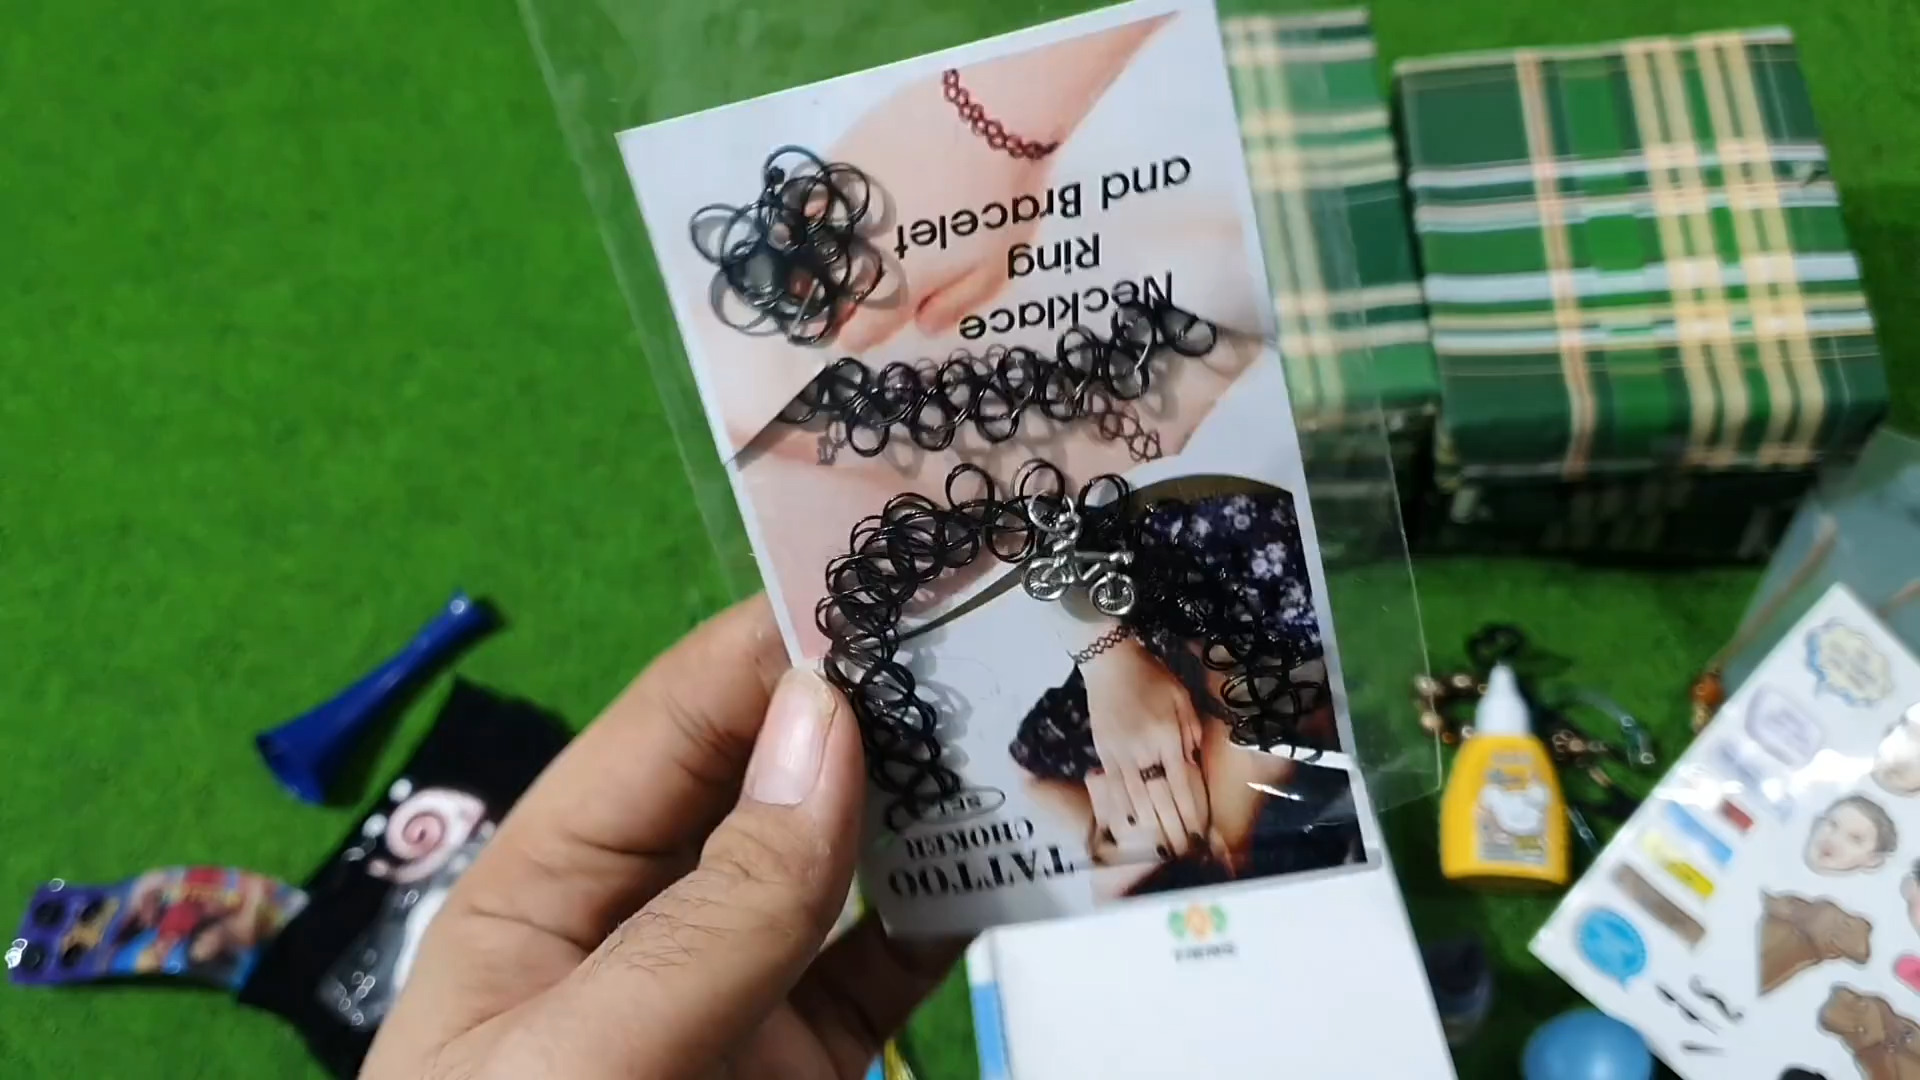 TATTOO
CHOKER
SET
Necklace
Ring
and Bracelet